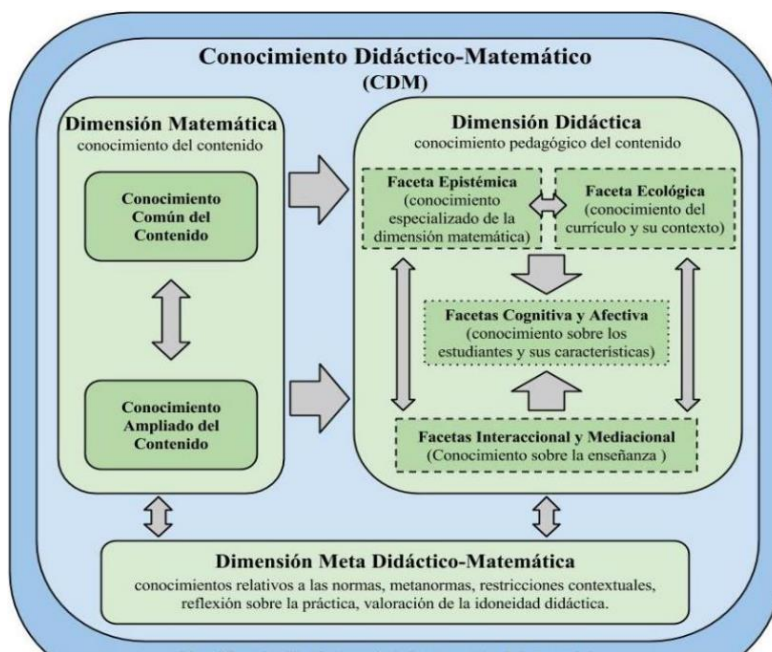 Conocimiento Didáctico-Matemático
(CDM)
Dimensión Matemática
conocimiento del contenido
Conocimiento
Común del
Contenido
Conocimiento
Ampliado del
Contenido
Dimensión Didáctica
conocimiento pedagógico del contenido
Faceta Epistémica
(conocimiento
especializado de la
dimensión matemática)
Faceta Ecológica
(conocimiento del
currículo y su contexto)
Facetas Cognitiva y Afectiva
(conocimiento sobre los
estudiantes y sus características)
Facetas Interaccional y Mediacional
(Conocimiento sobre la enseñanza )
Dimensión Meta Didáctico-Matemática
conocimientos relativos a las normas, metanormas, restricciones contextuales,
reflexión sobre la práctica, valoración de la idoneidad didáctica.